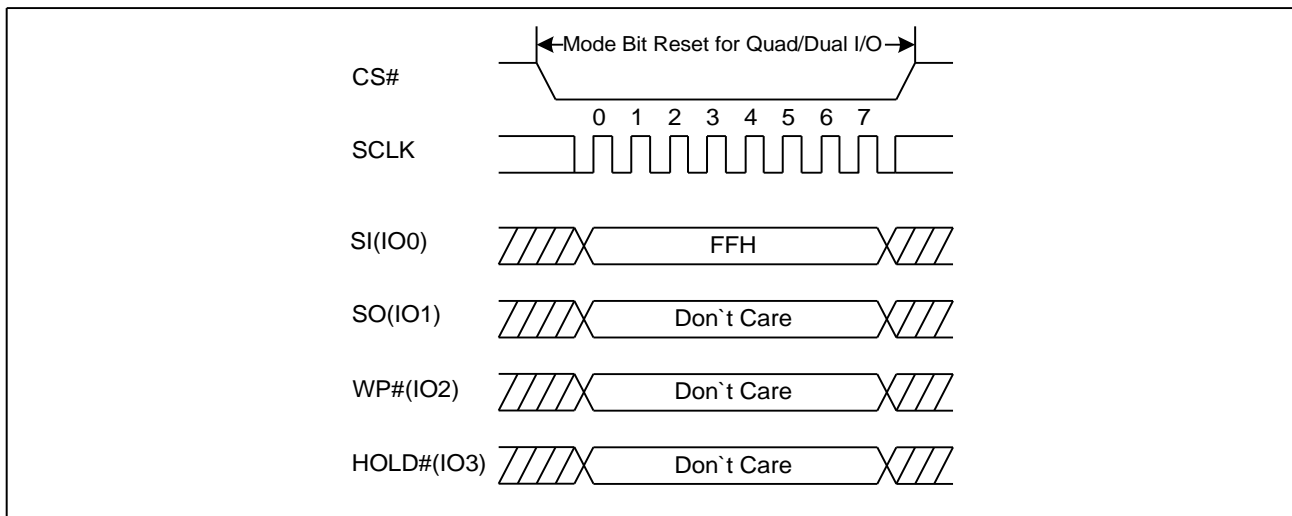 Mode Bit Reset for Quad/Dual I/O
CS#
0 1 2 3 4 5 6 7
SCLK
SI(IO0) FFH
SO(IO1) Don`t Care
WP#(IO2) Don`t Care
HOLD#(IO3) Don`t Care